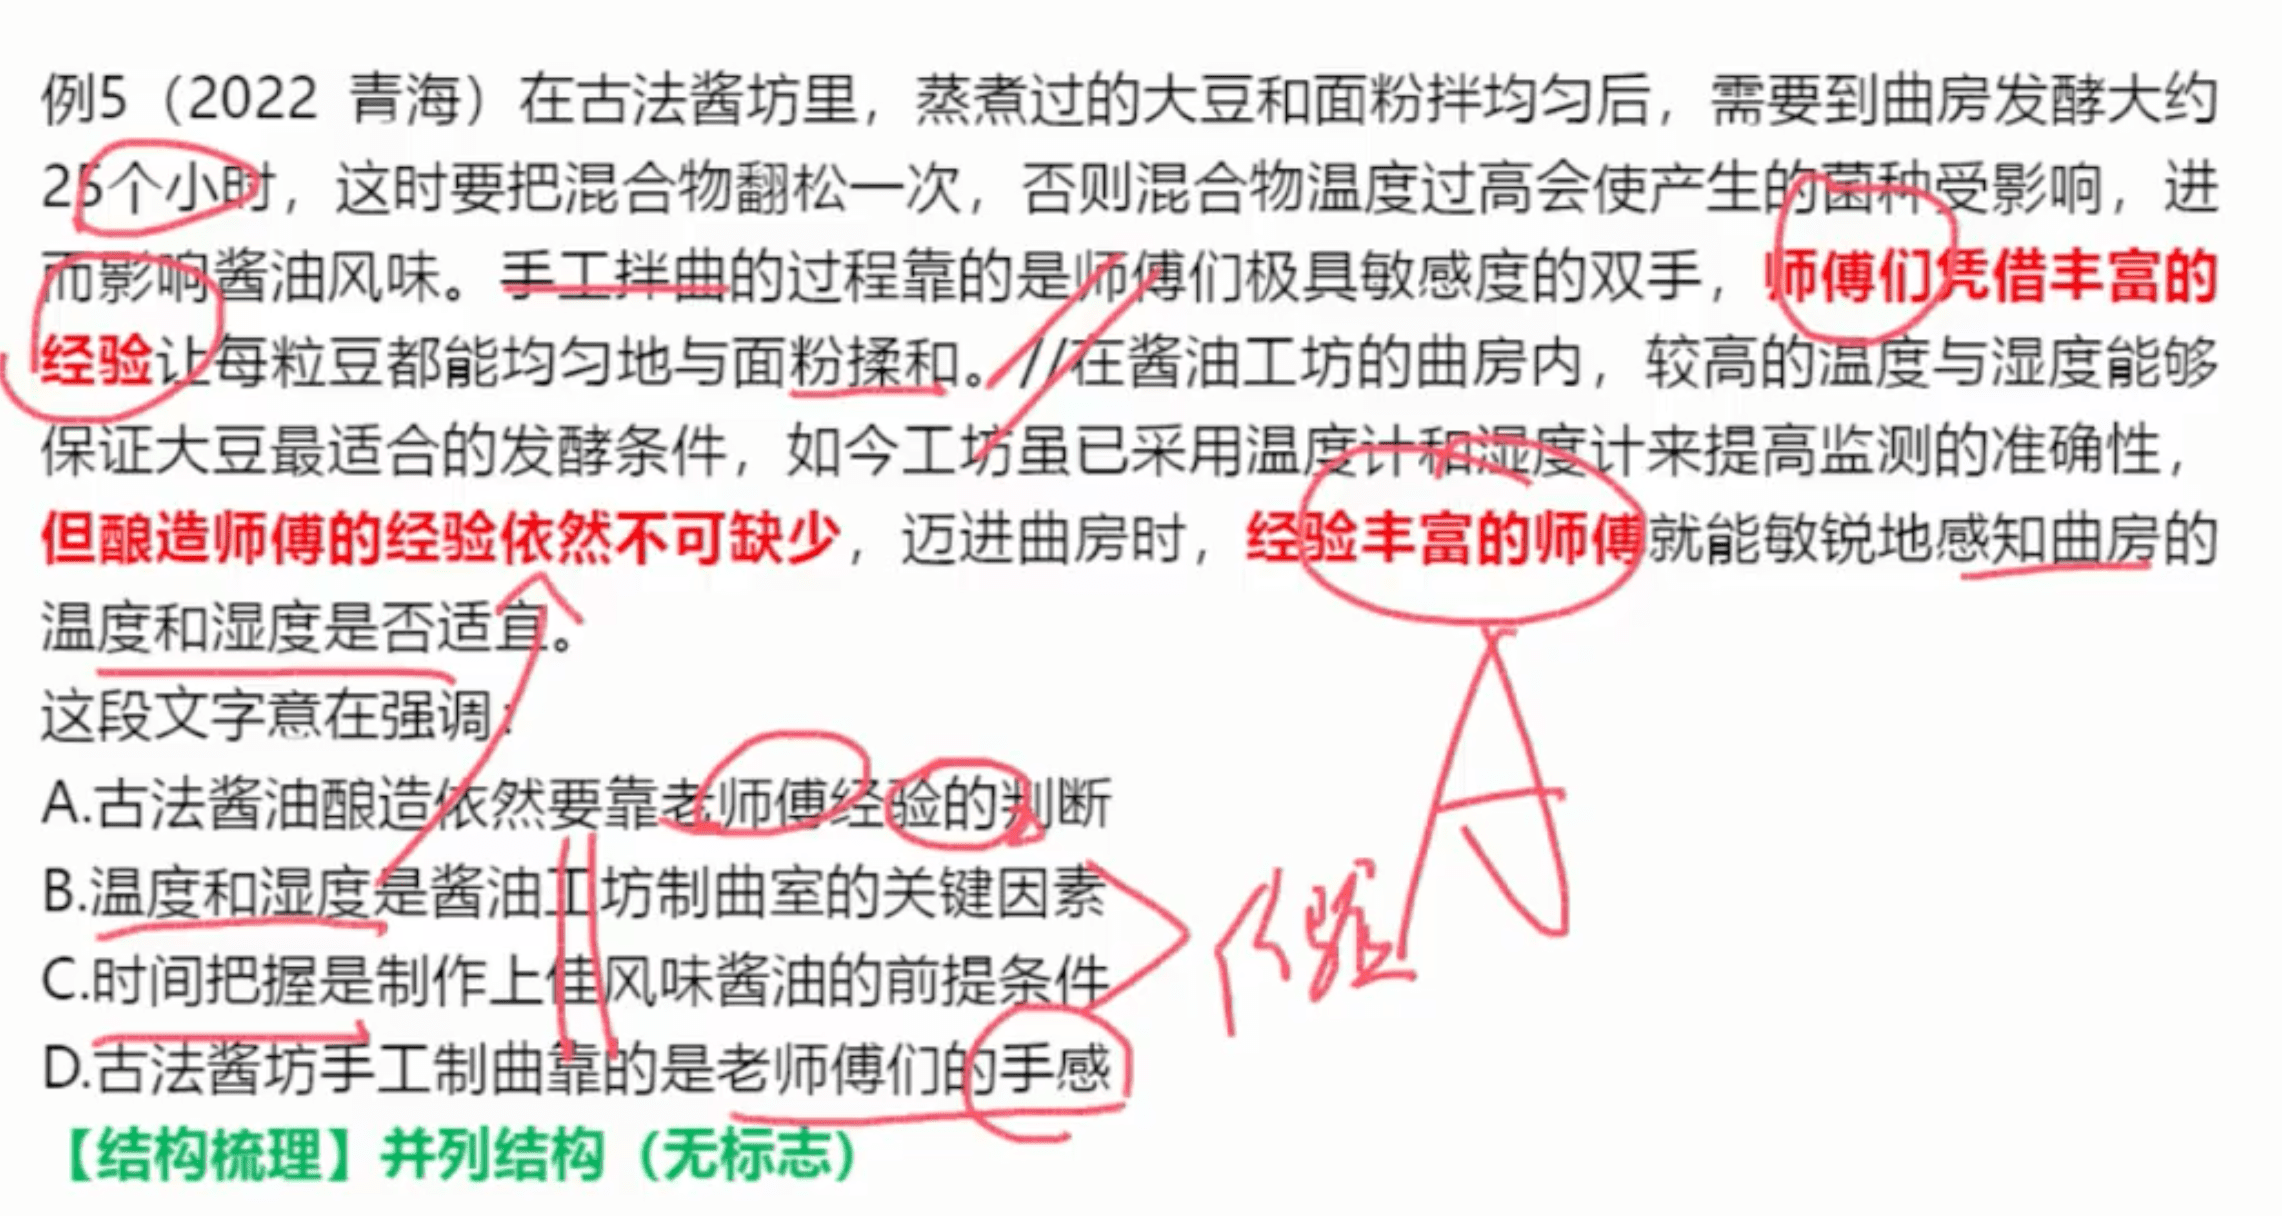 例5（2022 青海）在古法酱坊里，蒸煮过的大豆和面粉拌均匀后，需要到曲房发酵大约
25个小时，这时要把混合物翻松一次，否则混合物温度过高会使产生的菌种受影响，进
而影响酱油风味。手工拌曲的过程靠的是师傅们极具敏感度的双手，师傅们凭借丰富的
经验让每粒豆都能均匀地与面粉揉和。//在酱油工坊的曲房内，较高的温度与湿度能够
保证大豆最适合的发酵条件，如今工坊虽已采用温度计和湿度计来提高监测的准确性，
但酿造师傅的经验依然不可缺少，迈进曲房时，经验丰富的师傅就能敏锐地感知曲房的
温度和湿度是否适宜。
这段文字意在强调：
A.古法酱油酿造依然要靠老师傅经验的判断
B.温度和湿度是酱油工坊制曲室的关键因素
C.时间把握是制作上佳风味酱油的前提条件
D.古法酱坊手工制曲靠的是老师傅们的手感
【结构梳理】并列结构（无标志）
A